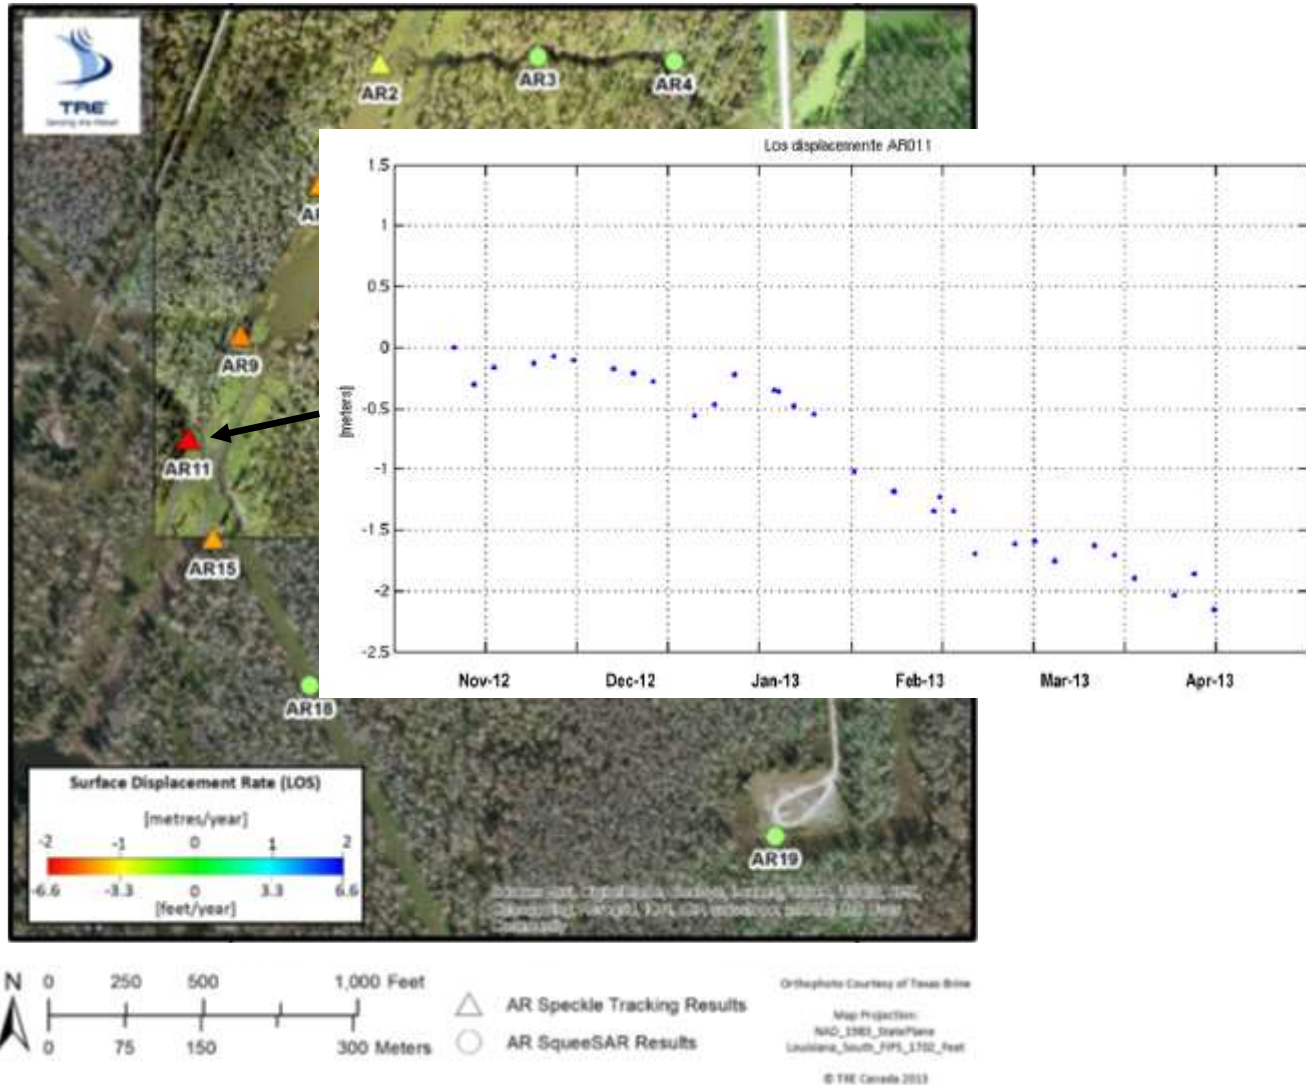 TRE
AR2
AR3
AR4
AR9
AR11
AR15
AR18
AR19
Los displacemente AR011
[meters]
1.5
1
0.5
0
-0.5
-1
-1.5
-2
-2.5
Nov-12 Dec-12 Jan-13 Feb-13 Mar-13 Apr-13
Surface Displacement Rate (LOS)
[metres/year]
-2 -1 0 1 2
-6.6 -3.3 0 3.3 6.6
[feet/year]
N
0 250 500 1,000 Feet
0 75 150 300 Meters
AR Speckle Tracking Results
AR SqueeSAR Results
Orthophoto Courtesy of Texas Brine
Map Projection:
NAD_1983_StatePlane
Louisiana_South_FIPS_1702_Feet
© TRE Canada 2013